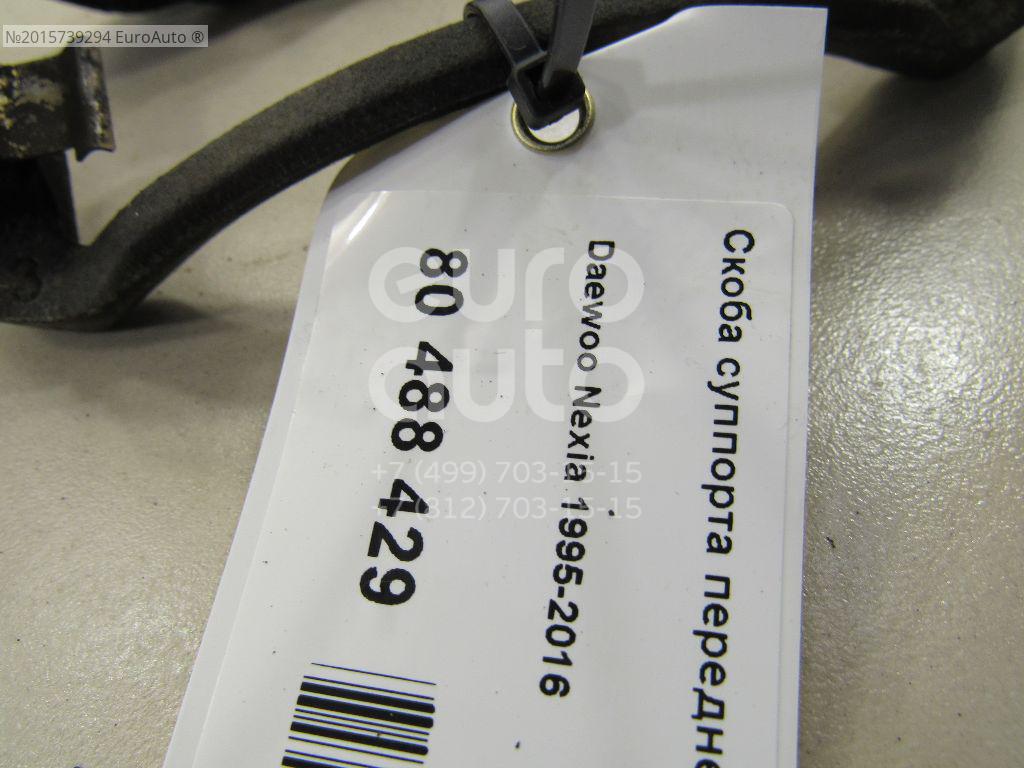 №2015739294 EuroAuto ®
Скоба суппорта передне
Daewoo Nexia 1995-2016
80 488 429
euro
auto
+7 (499) 703-15-15
+7 (812) 703-15-15